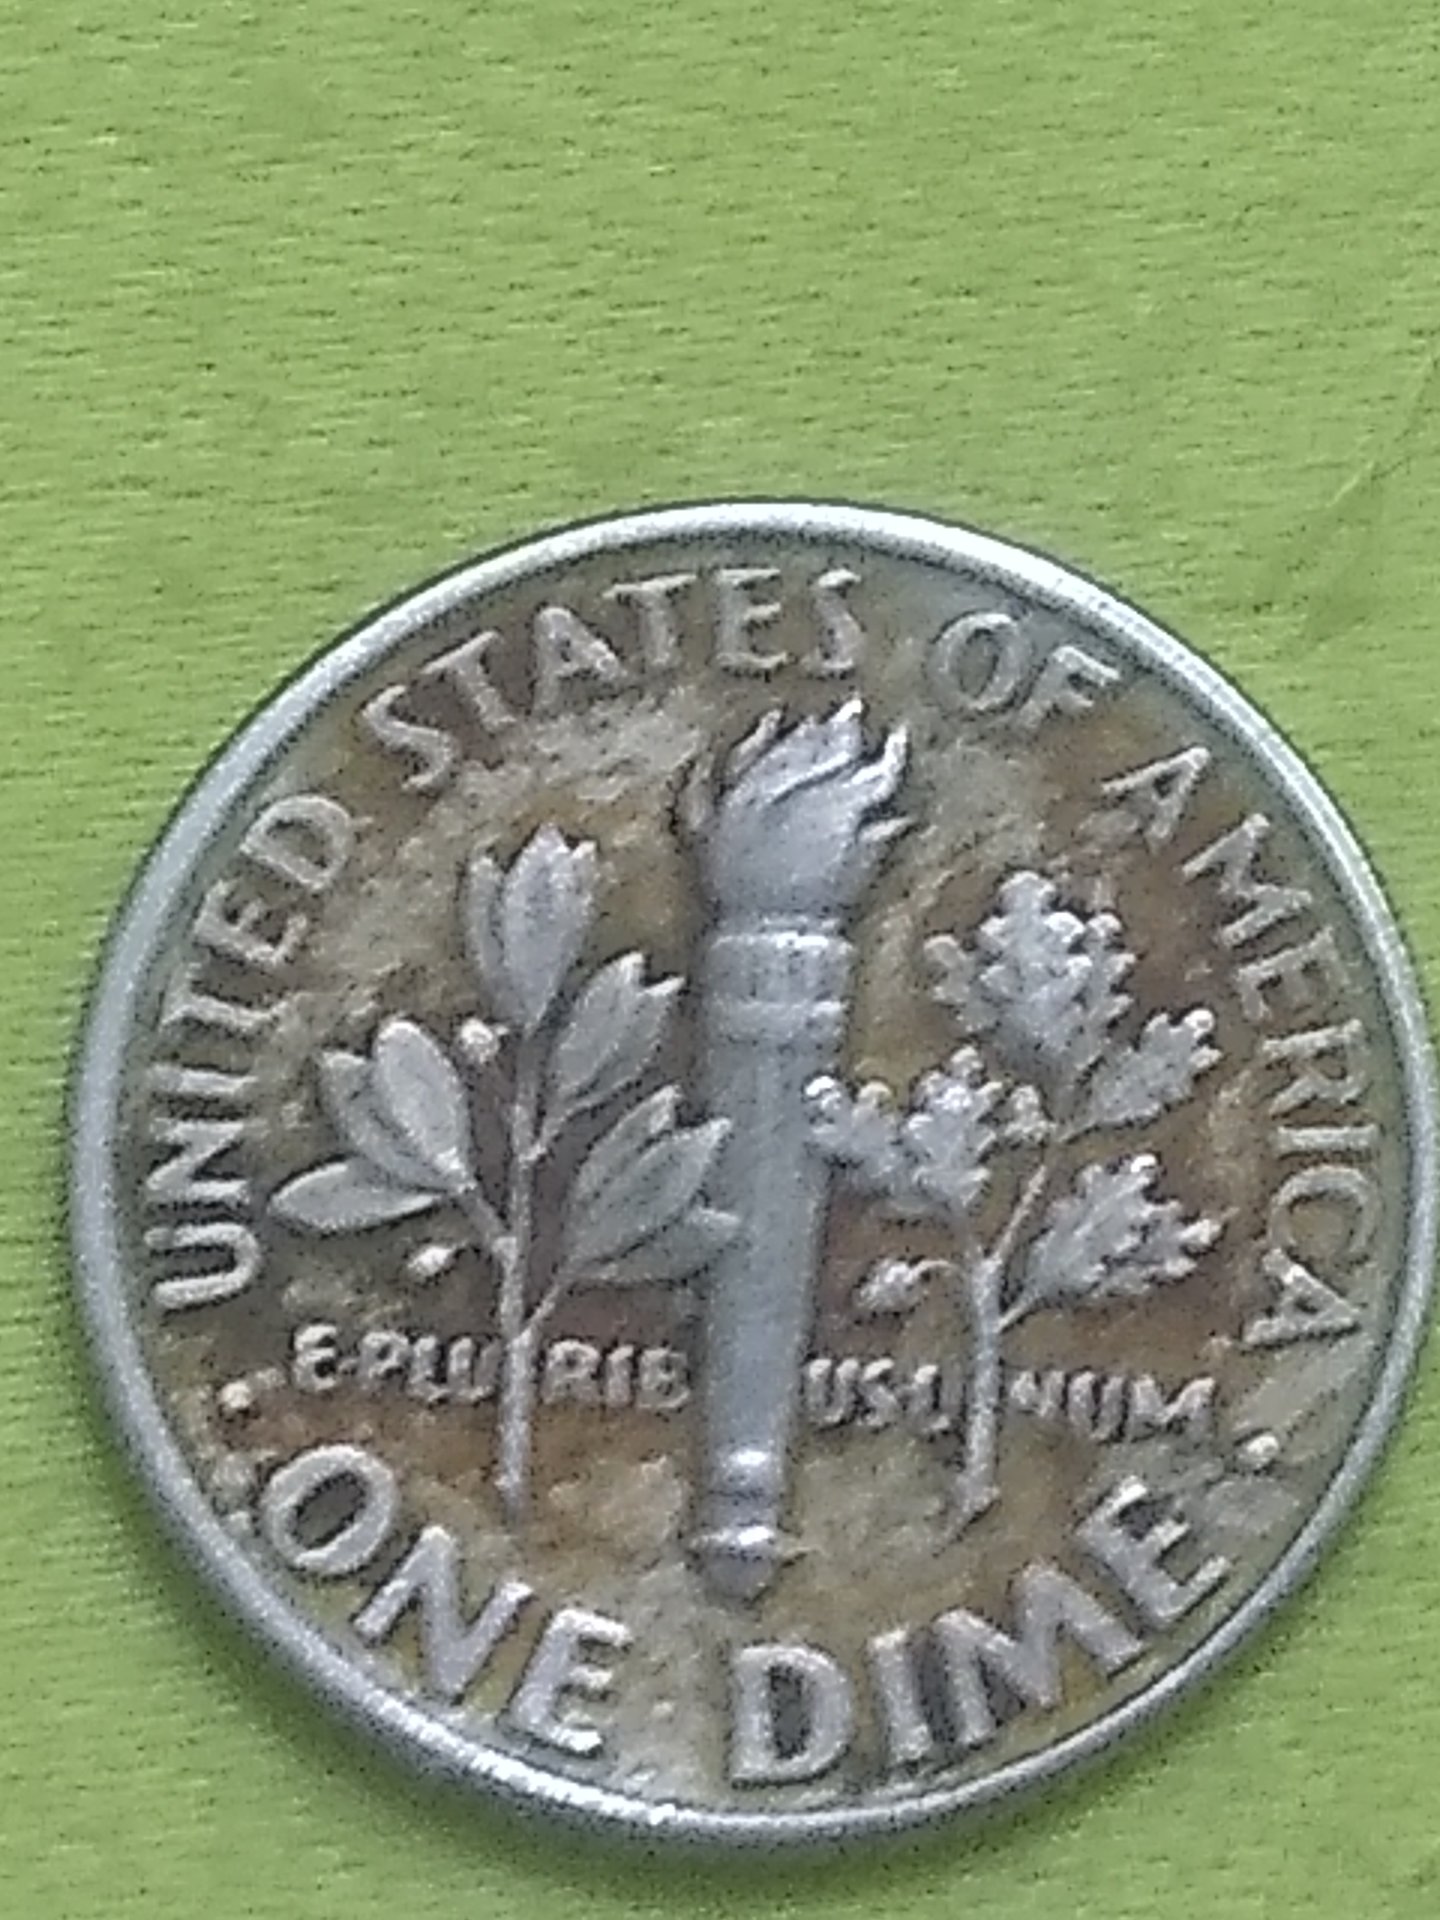 UNITED STATES OF AMERICA
E·PLURIBUS·UNUM
ONE DIME